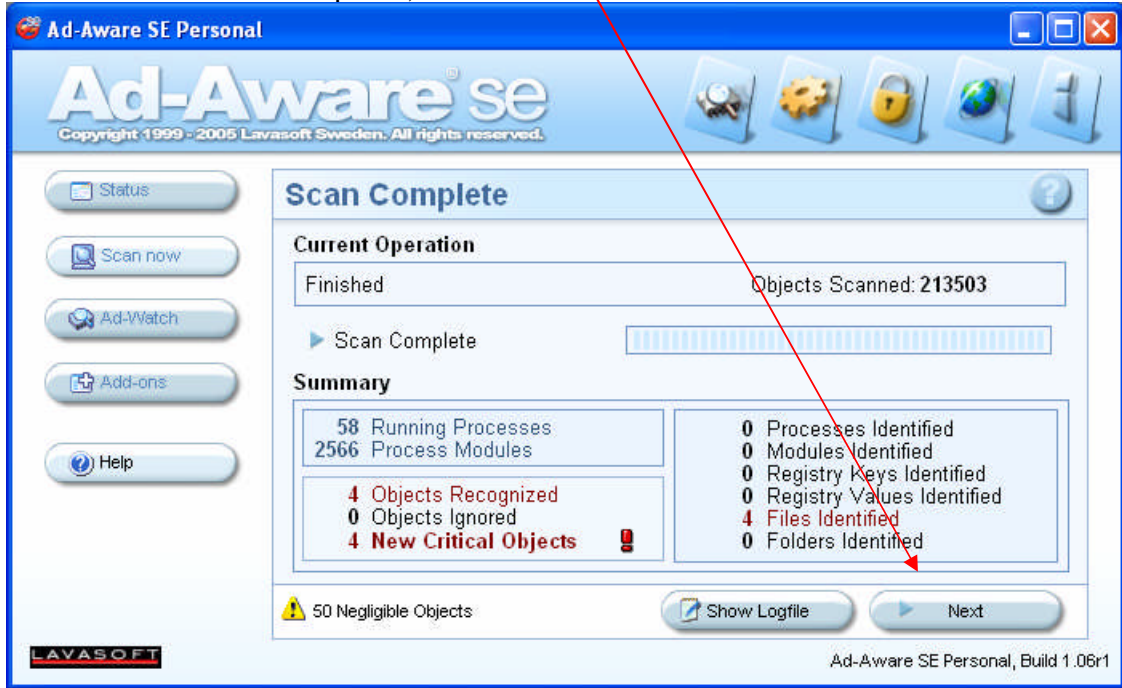 Ad-Aware SE Personal
Ad-Aware SE
Copyright 1999 - 2005 Lavasoft Sweden. All rights reserved.
Status
Scan now
Ad-Watch
Add-ons
Help
Scan Complete
Current Operation
Finished Objects Scanned: 213503
Scan Complete
Summary
58 Running Processes
2566 Process Modules
4 Objects Recognized
0 Objects Ignored
4 New Critical Objects
0 Processes Identified
0 Modules Identified
0 Registry Keys Identified
0 Registry Values Identified
4 Files Identified
0 Folders Identified
50 Negligible Objects
Show Logfile
Next
LAVASOFT
Ad-Aware SE Personal, Build 1.06r1